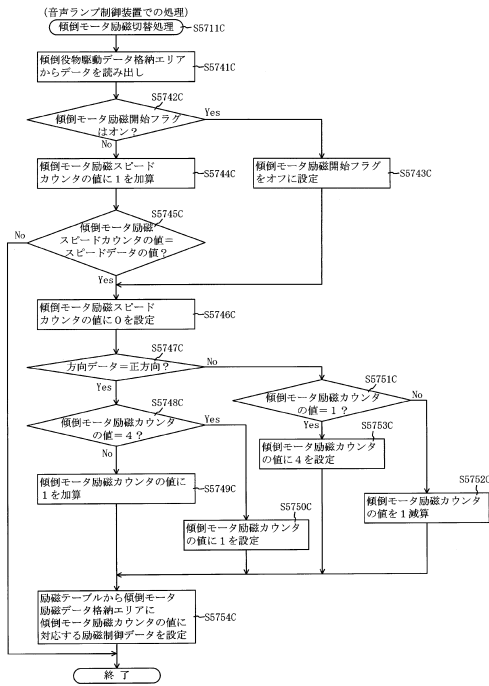 (音声ランプ制御装置での処理)
傾倒モータ励磁切替処理
S5711C
傾倒役物駆動データ格納エリア
からデータを読み出し
S5741C
S5742C
傾倒モータ励磁開始フラグ
はオン?
Yes
No
傾倒モータ励磁スピード
カウンタの値に1を加算
S5744C
傾倒モータ励磁開始フラグ
をオフに設定
S5743C
S5745C
傾倒モータ励磁
スピードカウンタの値=
スピードデータの値?
No
Yes
傾倒モータ励磁スピード
カウンタの値に0を設定
S5746C
S5747C
方向データ=正方向?
No
Yes
S5751C
傾倒モータ励磁カウンタ
の値=1?
No
Yes
S5748C
傾倒モータ励磁カウンタ
の値=4?
Yes
No
S5753C
傾倒モータ励磁カウンタ
の値に4を設定
傾倒モータ励磁カウンタの値に
1を加算
S5749C
S5752C
傾倒モータ励磁カウンタ
の値を1減算
S5750C
傾倒モータ励磁カウンタ
の値に1を設定
励磁テーブルから傾倒モータ
励磁データ格納エリアに
傾倒モータ励磁カウンタの値に
対応する励磁制御データを設定
S5754C
終了